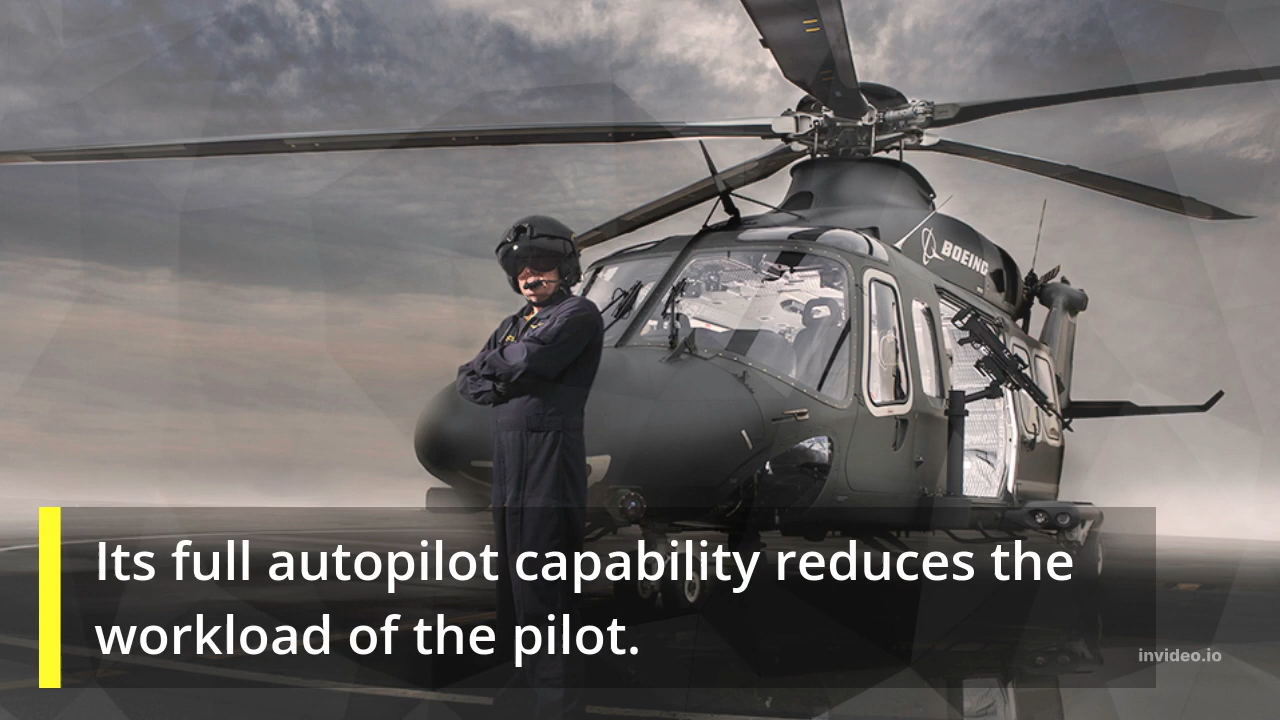 BOEING
Its full autopilot capability reduces the
workload of the pilot.
invideo.io